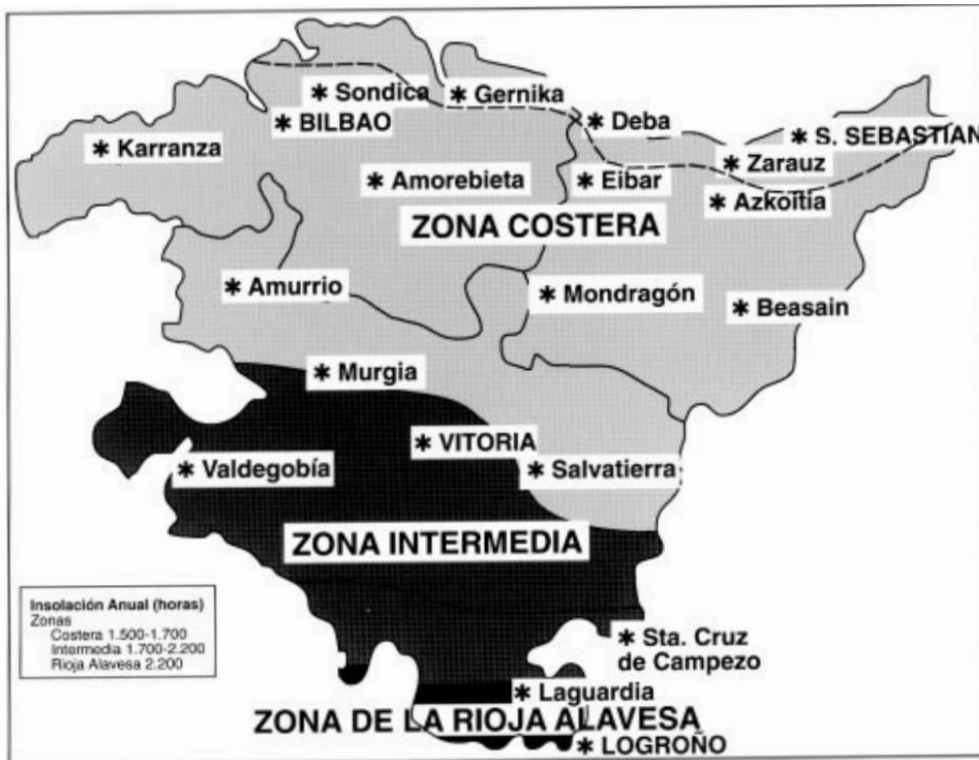 * Sondica
* Gernika
* BILBAO
* Deba
* S. SEBASTIAN
* Karranza
* Zarauz
* Amorebieta
* Eibar
* Azkoitia
ZONA COSTERA
* Amurrio
* Mondragón
* Beasain
* Murgia
* VITORIA
* Valdegobía
* Salvatierra
ZONA INTERMEDIA
Insolación Anual (horas)
Zonas
Costera 1.500-1.700
Intermedia 1.700-2.200
Rioja Alavesa 2.200
* Sta. Cruz
de Campezo
* Laguardia
ZONA DE LA RIOJA ALAVESA
* LOGROÑO